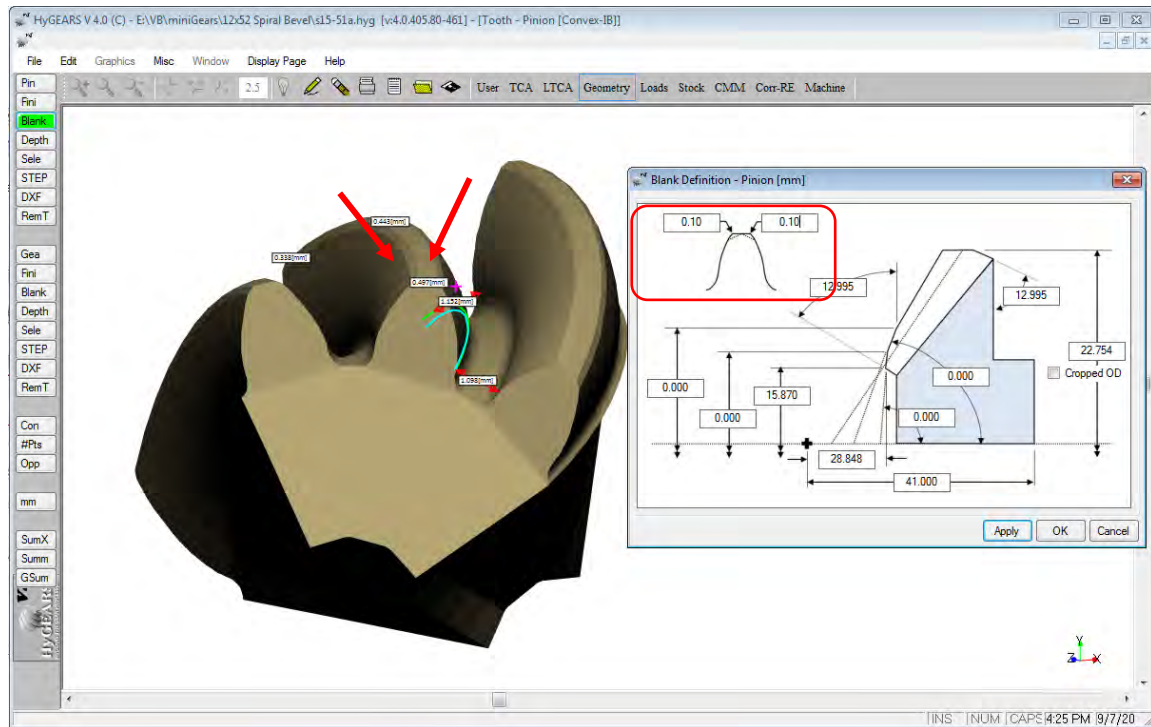 HyGEARS V 4.0 (C) - E:\VB\miniGears\12x52 Spiral Bevel\s15-51a.hyg [v:4.0.405.80-461] - [Tooth - Pinion [Convex-IB]]
File Edit Graphics Misc Window Display Page Help
2.5 User TCA LTCA Geometry Loads Stock CMM Corr-RE Machine
Pin
Fini
Blank
Depth
Sele
STEP
DXF
RemT
Gea
Fini
Blank
Depth
Sele
STEP
DXF
RemT
Con
#Pts
Opp
mm
SumX
Summ
GSum
HyGEARS
0.443[mm]
0.338[mm]
0.497[mm]
1.152[mm]
1.098[mm]
Blank Definition - Pinion [mm]
0.10 0.10
12.995 12.995
22.754
Cropped OD
0.000 15.870 0.000
0.000 0.000
28.848
41.000
Apply OK Cancel
Y
Z X
INS NUM CAPS 4:25 PM 9/7/20